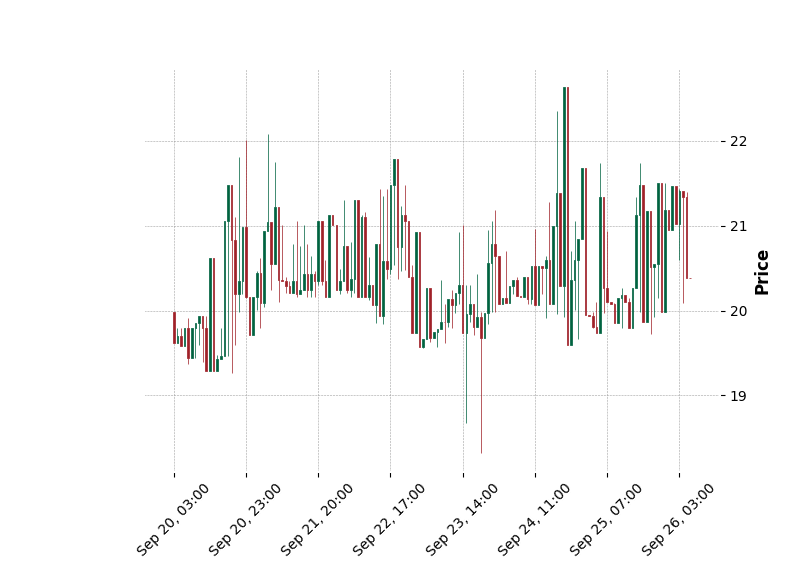 22
21
20
19
Price
Sep 20, 03:00
Sep 20, 23:00
Sep 21, 20:00
Sep 22, 17:00
Sep 23, 14:00
Sep 24, 11:00
Sep 25, 07:00
Sep 26, 03:00